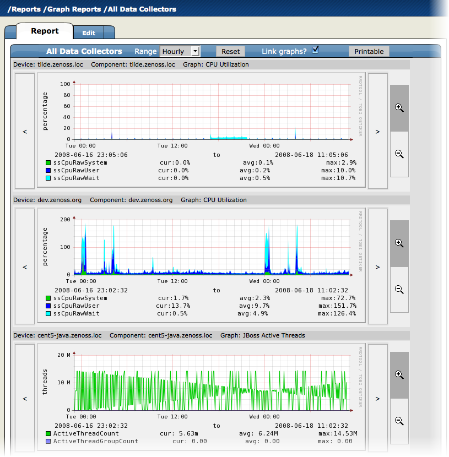 /Reports /Graph Reports /All Data Collectors
Report
Edit
All Data Collectors Range Hourly Reset Link graphs? Printable
Device: tilde.zenoss.loc Component: tilde.zenoss.loc Graph: CPU Utilization
100
80
60
40
20
0
percentage
Tue 00:00 Tue 12:00 Wed 00:00
2008-06-16 23:05:06 to 2008-06-18 11:05:06
ssCpuRawSystem cur:0.0% avg:0.1% max:2.9%
ssCpuRawUser cur:0.0% avg:0.2% max:10.0%
ssCpuRawWait cur:0.0% avg:0.5% max:10.7%
< >
Device: dev.zenoss.org Component: dev.zenoss.org Graph: CPU Utilization
200
100
0
percentage
Tue 00:00 Tue 12:00 Wed 00:00
2008-06-16 23:02:32 to 2008-06-18 11:02:32
ssCpuRawSystem cur:1.7% avg:2.3% max:72.7%
ssCpuRawUser cur:13.7% avg:9.7% max:151.7%
ssCpuRawWait cur:0.5% avg:4.9% max:126.4%
< >
Device: cent5-java.zenoss.loc Component: cent5-java.zenoss.loc Graph: JBoss Active Threads
20 M
10 M
0
threads
Tue 00:00 Tue 12:00 Wed 00:00
2008-06-16 23:02:32 to 2008-06-18 11:02:32
ActiveThreadCount cur: 5.63m avg: 6.24M max:14.53M
ActiveThreadGroupCount cur: 0.00 avg: 0.00 max: 0.00
< >